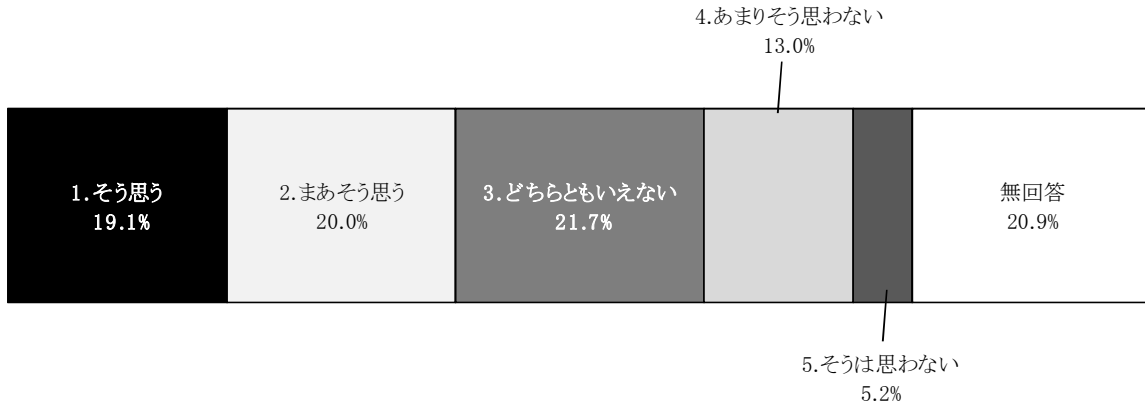 4.あまりそう思わない
13.0%
1.そう思う
19.1%
2.まあそう思う
20.0%
3.どちらともいえない
21.7%
無回答
20.9%
5.そうは思わない
5.2%